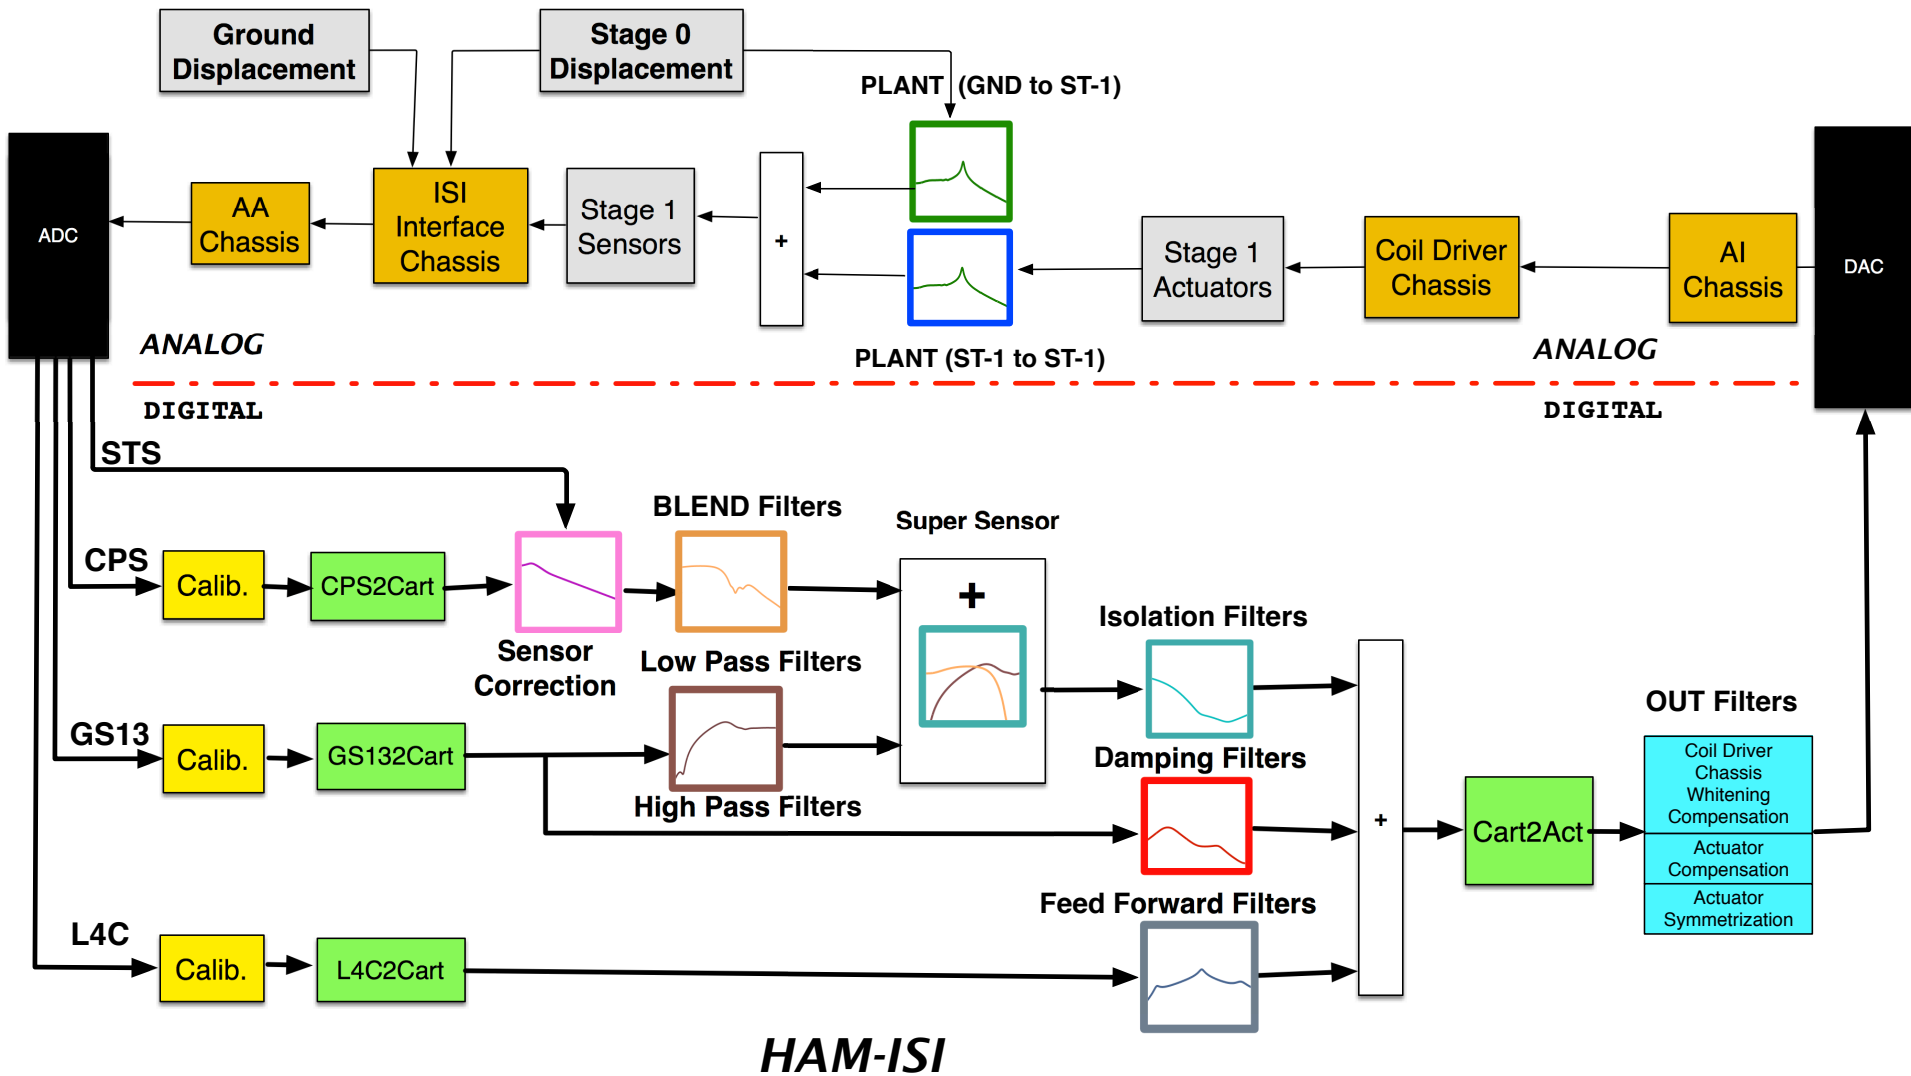 Ground
Displacement
Stage 0
Displacement
PLANT (GND to ST-1)
ADC
AA
Chassis
ISI
Interface
Chassis
Stage 1
Sensors
+
Stage 1
Actuators
Coil Driver
Chassis
AI
Chassis
DAC
ANALOG
PLANT (ST-1 to ST-1)
ANALOG
DIGITAL
DIGITAL
STS
BLEND Filters
Super Sensor
CPS
Calib.
CPS2Cart
+
Sensor
Correction
Low Pass Filters
Isolation Filters
GS13
Calib.
GS132Cart
High Pass Filters
Damping Filters
OUT Filters
Coil Driver
Chassis
Whitening
Compensation
Actuator
Compensation
Actuator
Symmetrization
+
Cart2Act
Feed Forward Filters
L4C
Calib.
L4C2Cart
HAM-ISI